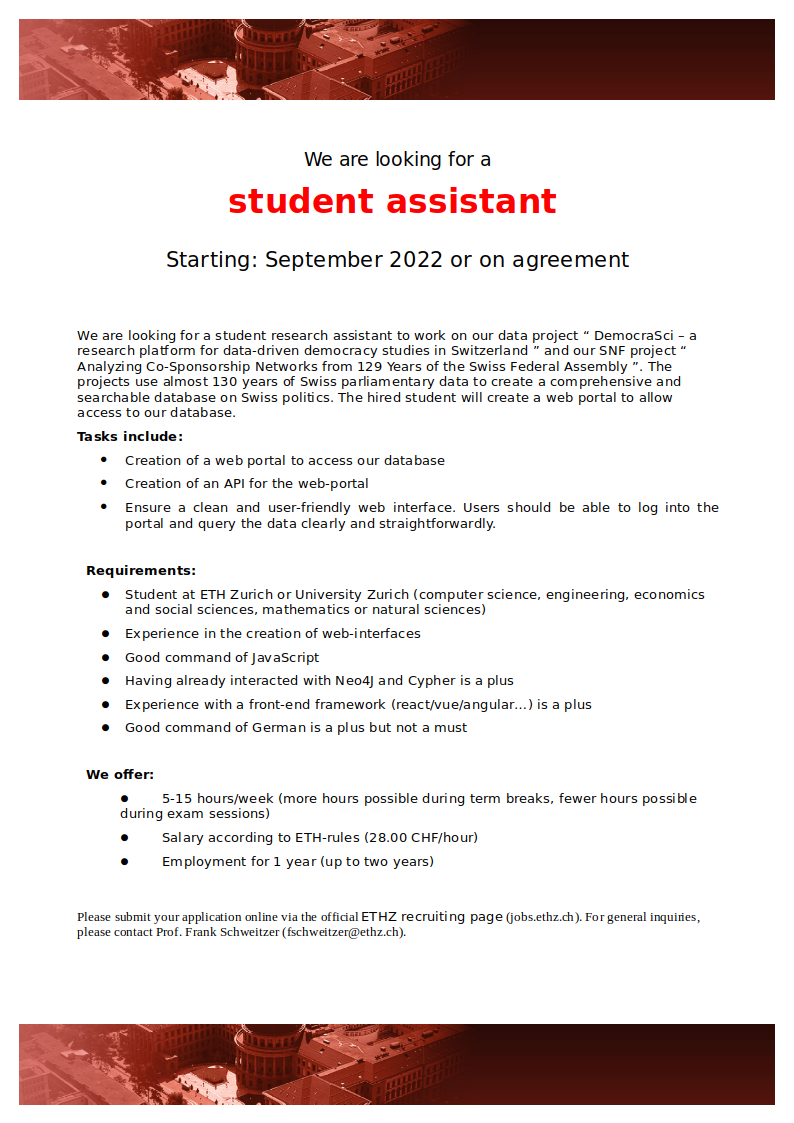 We are looking for a
student assistant
Starting: September 2022 or on agreement
We are looking for a student research assistant to work on our data project “ DemocraSci – a
research platform for data-driven democracy studies in Switzerland ” and our SNF project “
Analyzing Co-Sponsorship Networks from 129 Years of the Swiss Federal Assembly ”. The
projects use almost 130 years of Swiss parliamentary data to create a comprehensive and
searchable database on Swiss politics. The hired student will create a web portal to allow
access to our database.
Tasks include:
● Creation of a web portal to access our database
● Creation of an API for the web-portal
● Ensure a clean and user-friendly web interface. Users should be able to log into the
portal and query the data clearly and straightforwardly.
Requirements:
● Student at ETH Zurich or University Zurich (computer science, engineering, economics
and social sciences, mathematics or natural sciences)
● Experience in the creation of web-interfaces
● Good command of JavaScript
● Having already interacted with Neo4J and Cypher is a plus
● Experience with a front-end framework (react/vue/angular…) is a plus
● Good command of German is a plus but not a must
We offer:
● 5-15 hours/week (more hours possible during term breaks, fewer hours possible
during exam sessions)
● Salary according to ETH-rules (28.00 CHF/hour)
● Employment for 1 year (up to two years)
Please submit your application online via the official ETHZ recruiting page (jobs.ethz.ch). For general inquiries,
please contact Prof. Frank Schweitzer (fschweitzer@ethz.ch).